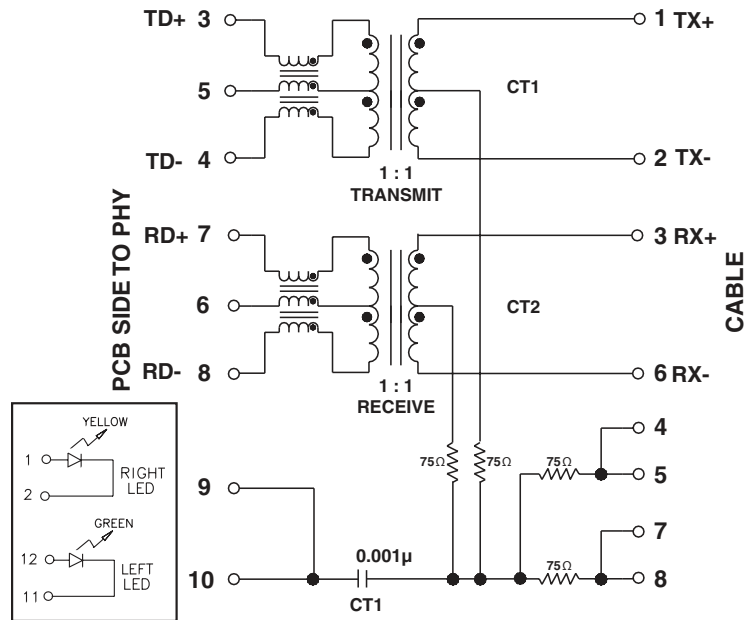 TD+ 3
1 TX+
5
CT1
TD- 4
2 TX-
1 : 1
TRANSMIT
PCB SIDE TO PHY
RD+ 7
3 RX+
6
CT2
CABLE
RD- 8
6 RX-
1 : 1
RECEIVE
YELLOW
1
RIGHT
LED
2
GREEN
12
LEFT
LED
11
4
75Ω
75Ω
75Ω
5
9
7
0.001µ
75Ω
10
8
CT1